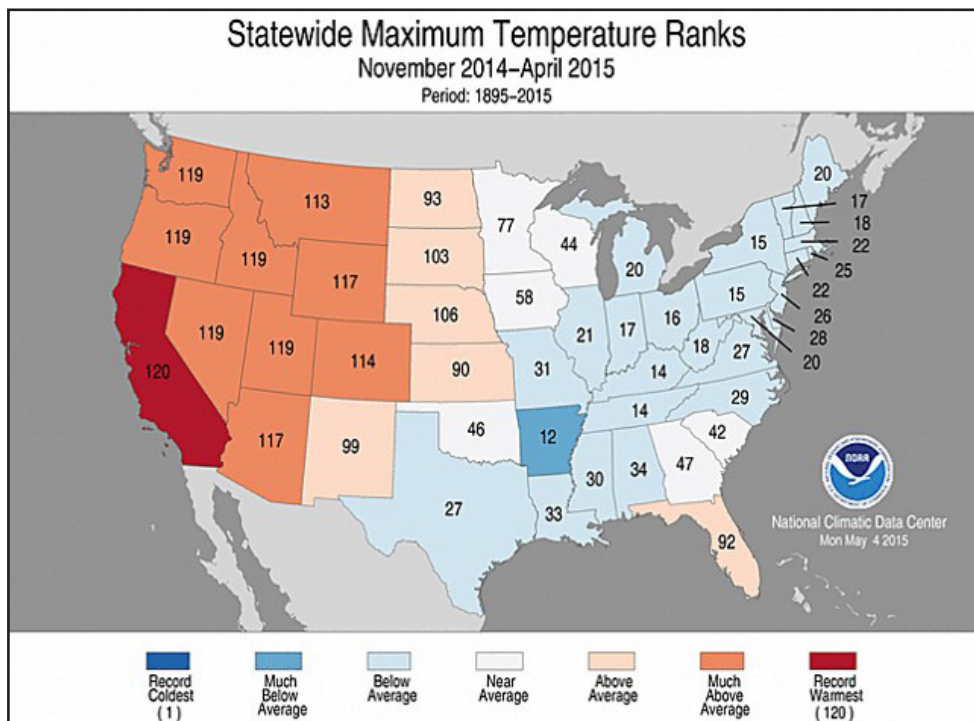 Statewide Maximum Temperature Ranks
November 2014–April 2015
Period: 1895–2015
119
113
93
77
44
20
17
18
22
25
22
26
28
20
119
119
117
103
58
20
15
15
120
119
119
114
106
90
31
21
17
16
18
27
14
14
29
117
99
46
12
42
47
27
33
30
34
92
NOAA
National Climatic Data Center
Mon May 4 2015
Record
Coldest
(1)
Much
Below
Average
Below
Average
Near
Average
Above
Average
Much
Above
Average
Record
Warmest
(120)